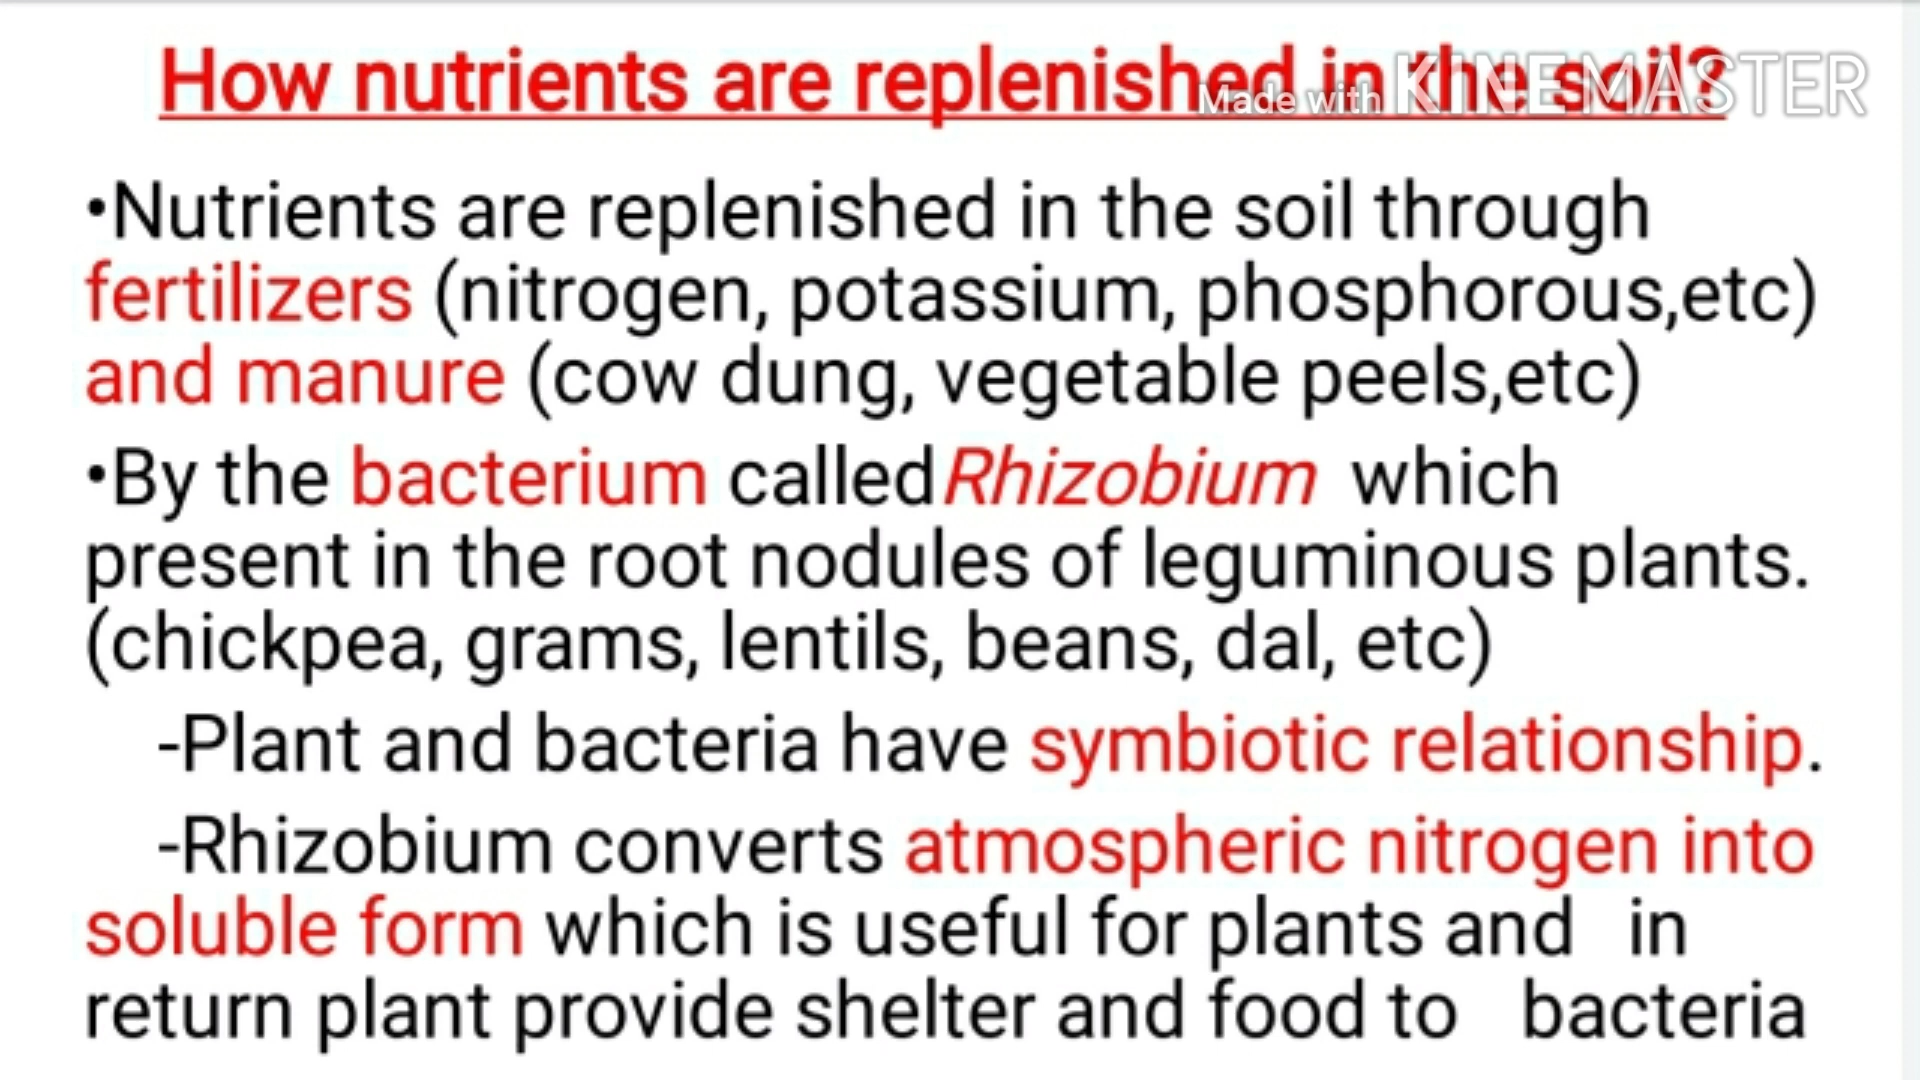 How nutrients are replenished in the soil?
Made with KINEMASTER
•Nutrients are replenished in the soil through
fertilizers (nitrogen, potassium, phosphorous,etc)
and manure (cow dung, vegetable peels,etc)
•By the bacterium called Rhizobium which
present in the root nodules of leguminous plants.
(chickpea, grams, lentils, beans, dal, etc)
-Plant and bacteria have symbiotic relationship.
-Rhizobium converts atmospheric nitrogen into
soluble form which is useful for plants and in
return plant provide shelter and food to bacteria